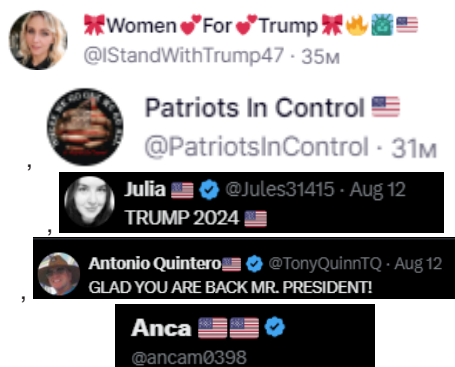 🎀Women 💕For 💕Trump 🎀🔥🗽🇺🇸
@IStandWithTrump47 · 35м
Patriots In Control 🇺🇸
@PatriotsInControl · 31м
,
Julia 🇺🇸 @Jules31415 · Aug 12
, TRUMP 2024 🇺🇸
Antonio Quintero🇺🇸 @TonyQuinnTQ · Aug 12
, GLAD YOU ARE BACK MR. PRESIDENT!
Anca 🇺🇸🇺🇸
@ancam0398